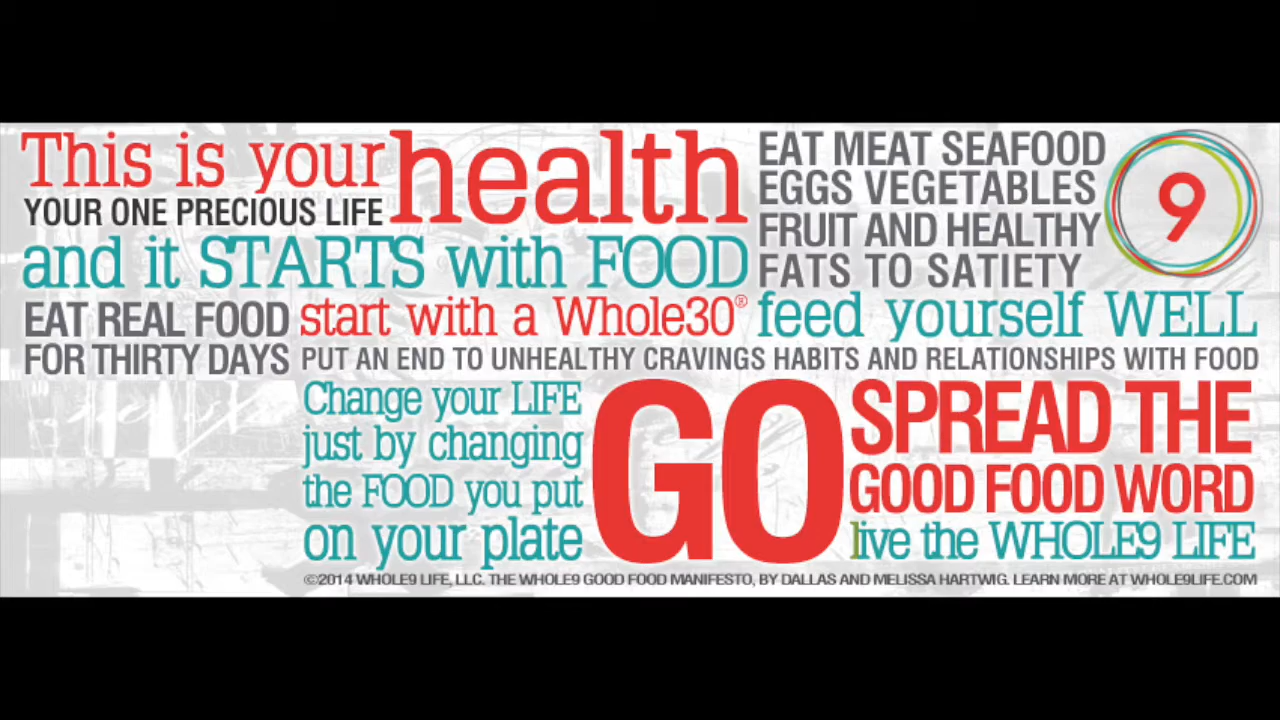 This is your health
YOUR ONE PRECIOUS LIFE
and it STARTS with FOOD
EAT MEAT SEAFOOD
EGGS VEGETABLES
FRUIT AND HEALTHY
FATS TO SATIETY
9
EAT REAL FOOD
FOR THIRTY DAYS
start with a Whole30®
feed yourself WELL
PUT AN END TO UNHEALTHY CRAVINGS HABITS AND RELATIONSHIPS WITH FOOD
Change your LIFE
just by changing
the FOOD you put
on your plate
GO
SPREAD THE
GOOD FOOD WORD
live the WHOLE9 LIFE
©2014 WHOLE9 LIFE, LLC. THE WHOLE9 GOOD FOOD MANIFESTO, BY DALLAS AND MELISSA HARTWIG. LEARN MORE AT WHOLE9LIFE.COM